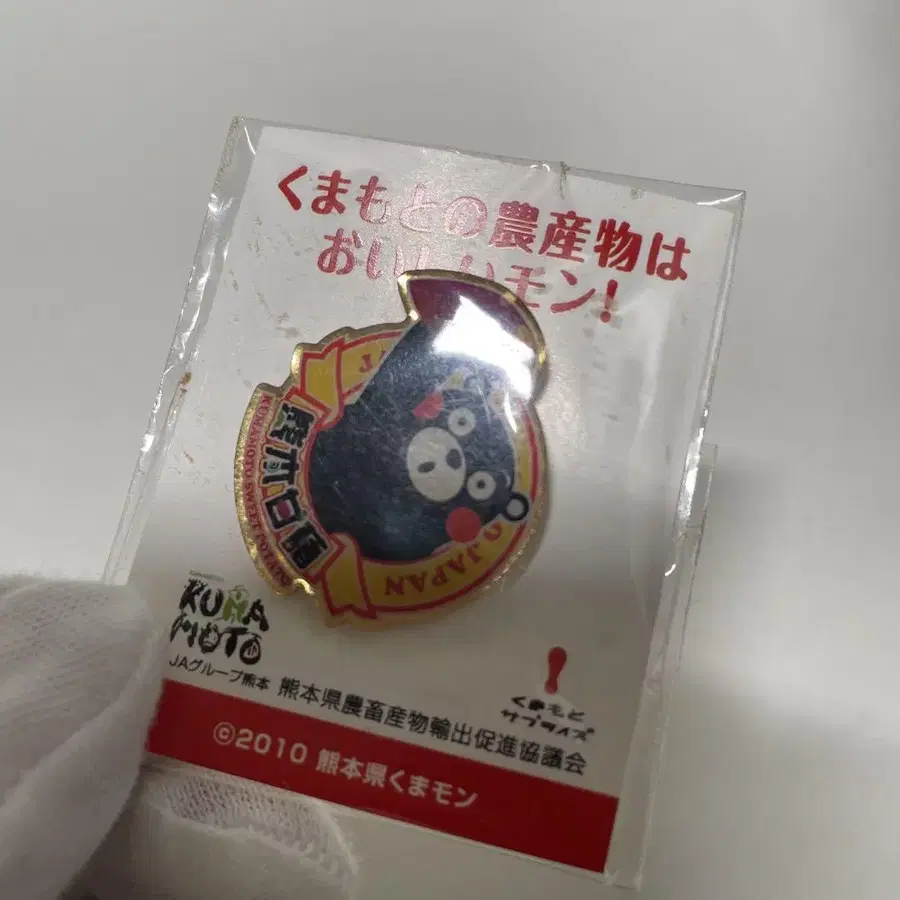 くまもとの農産物は
おいしいモン!
熊本甘藷
KUMAMOTO SWEET POTATO
JAPAN
KUMA
MOTO
くまもと
サプライズ
JAグループ熊本 熊本県農畜産物輸出促進協議会
©2010 熊本県くまモン